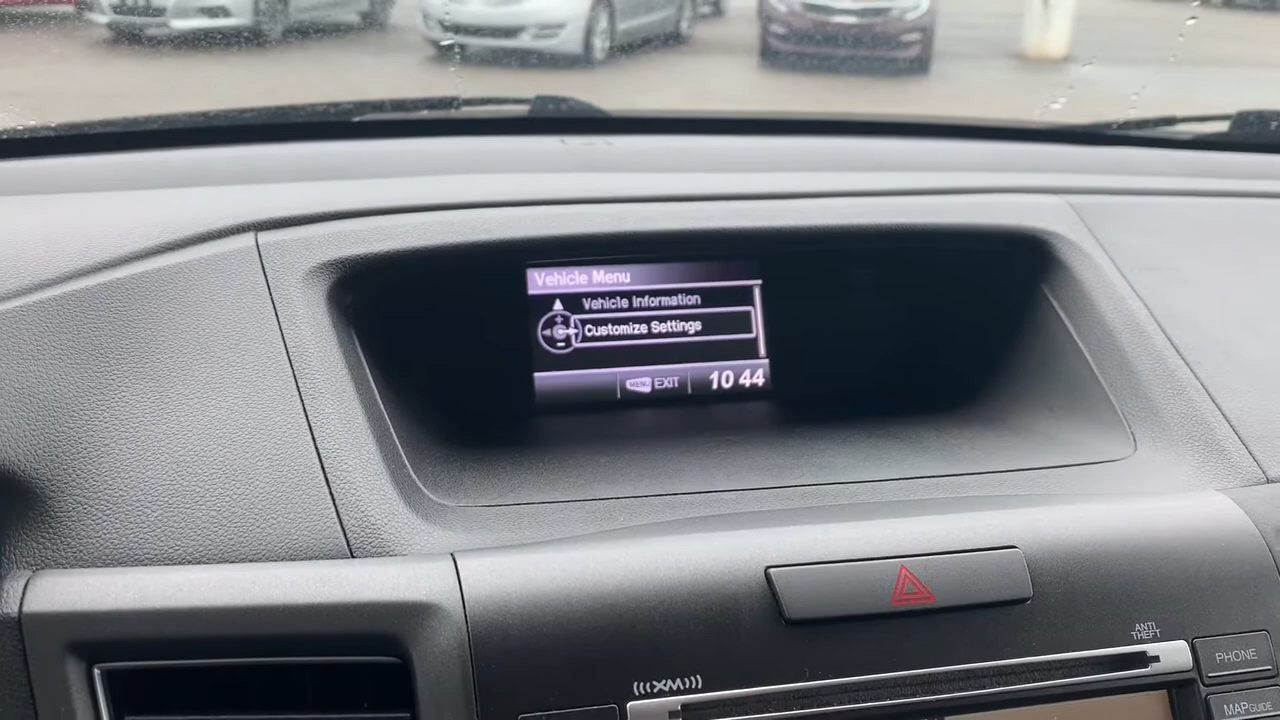 Vehicle Menu
Vehicle Information
Customize Settings
MENU EXIT
10 44
ANTI
THEFT
(((XM)))
PHONE
MAP GUIDE